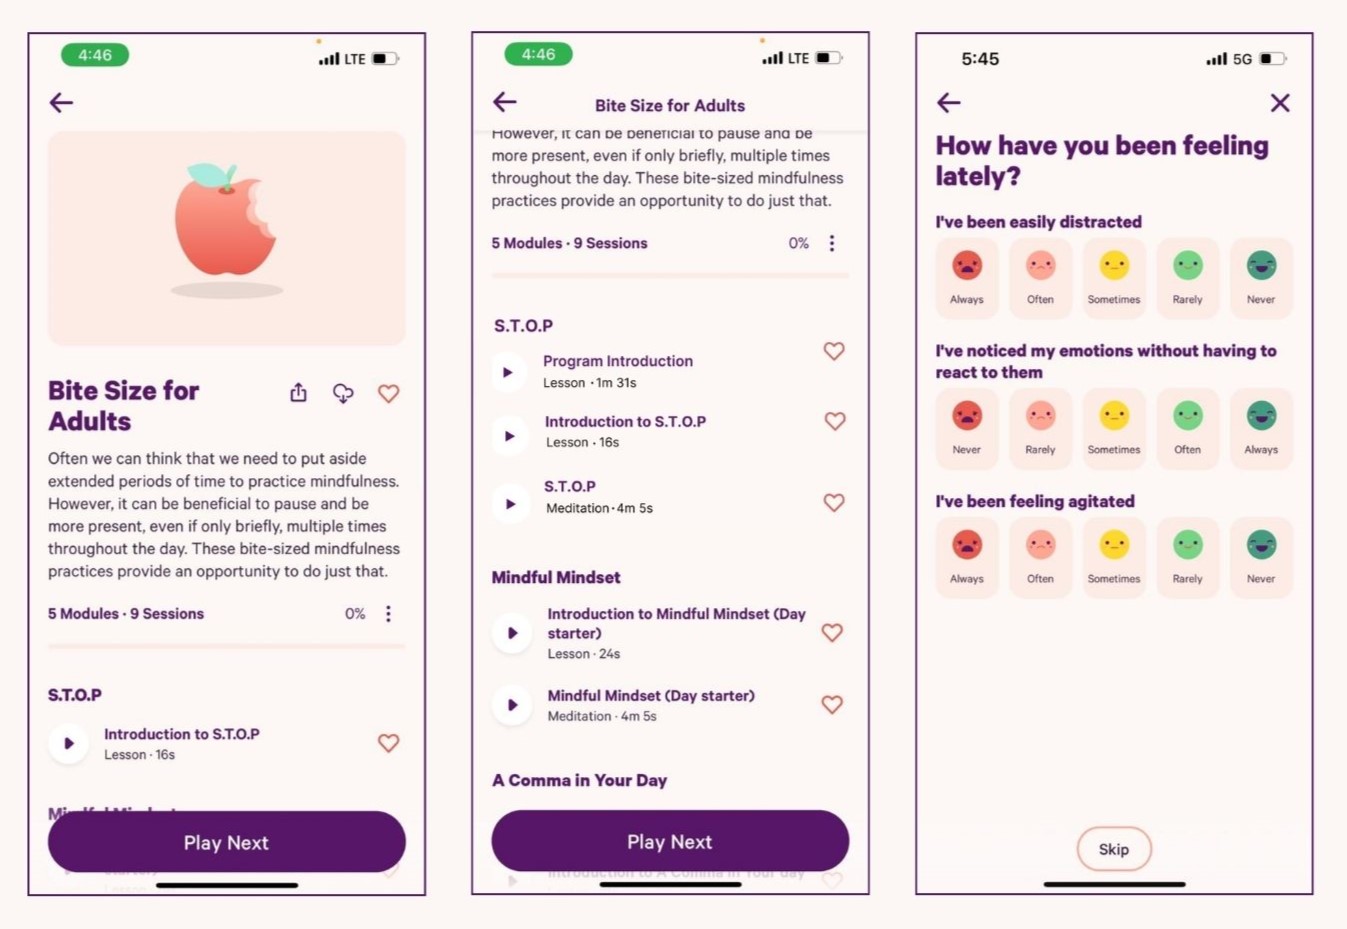 4:46
LTE
Bite Size for
Adults
Often we can think that we need to put aside
extended periods of time to practice mindfulness.
However, it can be beneficial to pause and be
more present, even if only briefly, multiple times
throughout the day. These bite-sized mindfulness
practices provide an opportunity to do just that.
5 Modules · 9 Sessions 0%
S.T.O.P
Introduction to S.T.O.P
Lesson · 16s
Mindful Mindset
Play Next
4:46
LTE
Bite Size for Adults
However, it can be beneficial to pause and be
more present, even if only briefly, multiple times
throughout the day. These bite-sized mindfulness
practices provide an opportunity to do just that.
5 Modules · 9 Sessions 0%
S.T.O.P
Program Introduction
Lesson · 1m 31s
Introduction to S.T.O.P
Lesson · 16s
S.T.O.P
Meditation · 4m 5s
Mindful Mindset
Introduction to Mindful Mindset (Day
starter)
Lesson · 24s
Mindful Mindset (Day starter)
Meditation · 4m 5s
A Comma in Your Day
Play Next
Introduction to A Comma in Your day
5:45
5G
How have you been feeling
lately?
I've been easily distracted
Always Often Sometimes Rarely Never
I've noticed my emotions without having to
react to them
Never Rarely Sometimes Often Always
I've been feeling agitated
Always Often Sometimes Rarely Never
Skip